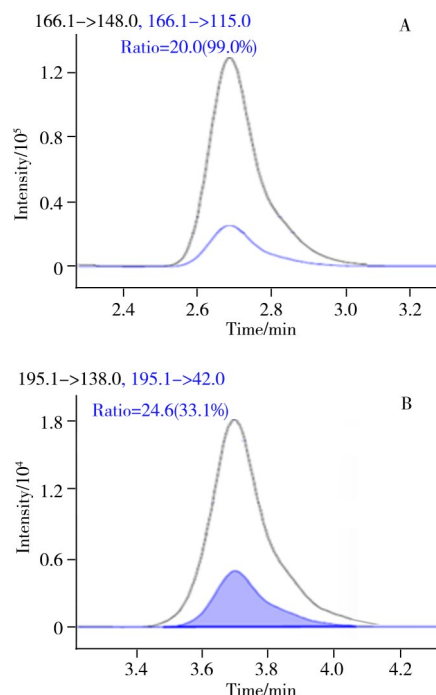 166.1->148.0, 166.1->115.0
A
Ratio=20.0(99.0%)
Intensity/10⁵
1.2
0.8
0.4
0
2.4 2.6 2.8 3.0 3.2
Time/min
195.1->138.0, 195.1->42.0
B
Ratio=24.6(33.1%)
Intensity/10⁴
1.8
1.2
0.6
0
3.4 3.6 3.8 4.0 4.2
Time/min